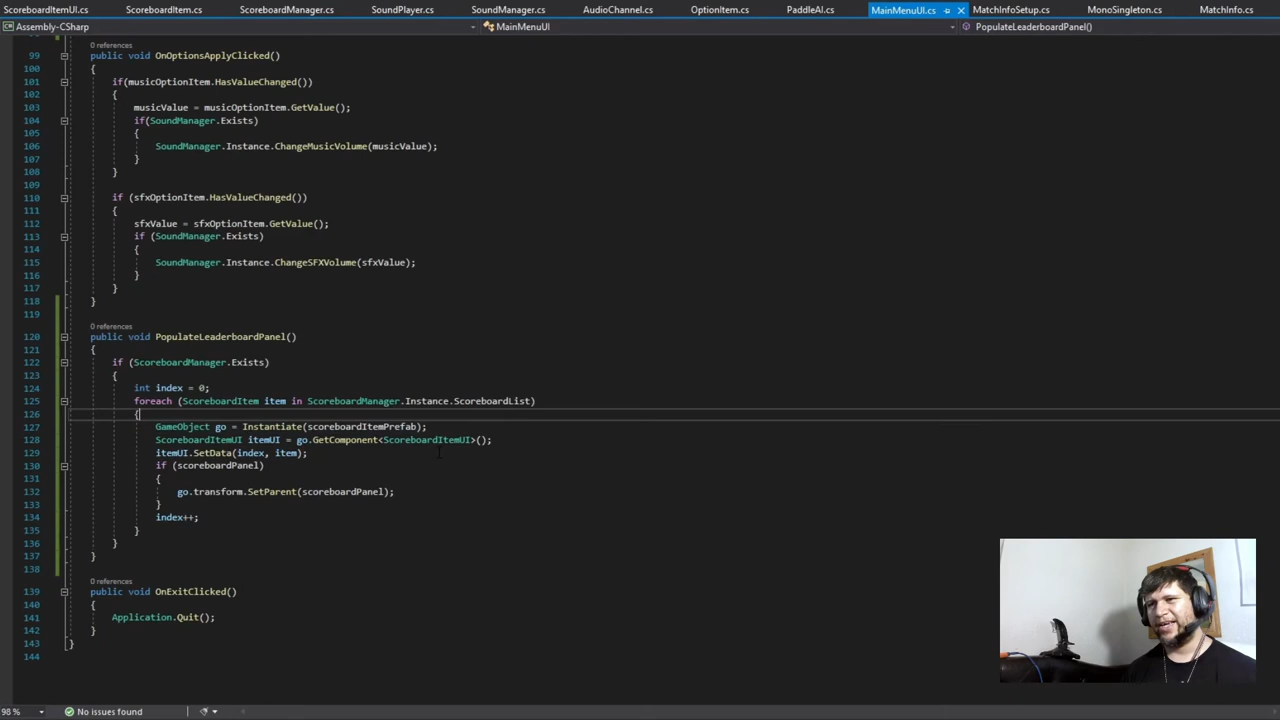 ScoreboardItemUI.cs ScoreboardItem.cs ScoreboardManager.cs SoundPlayer.cs SoundManager.cs AudioChannel.cs OptionItem.cs PaddleAI.cs MainMenuUI.cs MatchInfoSetup.cs MatchInfo.cs MonoSingleton.cs
Assembly-CSharp MainMenuUI PopulateLeaderboardPanel()
0 references
99 public void OnOptionsApplyClicked()
100 {
101 if(musicOptionItem.HasValueChanged())
102 {
103 musicValue = musicOptionItem.GetValue();
104 if(SoundManager.Exists)
105 {
106 SoundManager.Instance.ChangeMusicVolume(musicValue);
107 }
108 }
109
110 if (sfxOptionItem.HasValueChanged())
111 {
112 sfxValue = sfxOptionItem.GetValue();
113 if (SoundManager.Exists)
114 {
115 SoundManager.Instance.ChangeSFXVolume(sfxValue);
116 }
117 }
118 }
119
0 references
120 public void PopulateLeaderboardPanel()
121 {
122 if (ScoreboardManager.Exists)
123 {
124 int index = 0;
125 foreach (ScoreboardItem item in ScoreboardManager.Instance.ScoreboardList)
126 {
127 GameObject go = Instantiate(scoreboardItemPrefab);
128 ScoreboardItemUI itemUI = go.GetComponent<ScoreboardItemUI>();
129 itemUI.SetData(index, item);
130 if (scoreboardPanel)
131 {
132 go.transform.SetParent(scoreboardPanel);
133 }
134 index++;
135 }
136 }
137 }
138
0 references
139 public void OnExitClicked()
140 {
141 Application.Quit();
142 }
143 }
144
98 % No issues found